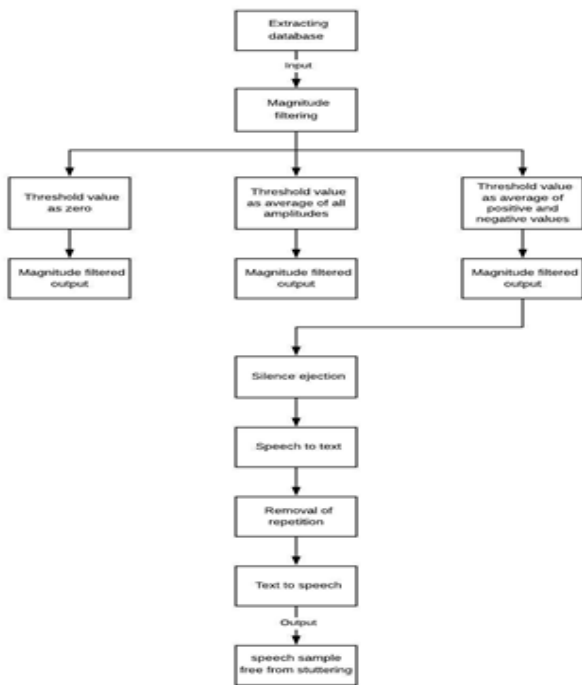 Extracting
database
Input
Magnitude
filtering
Threshold value
as zero
Threshold value
as average of all
amplitudes
Threshold value
as average of
positive and
negative values
Magnitude filtered
output
Magnitude filtered
output
Magnitude filtered
output
Silence ejection
Speech to text
Removal of
repetition
Text to speech
Output
speech sample
free from stuttering